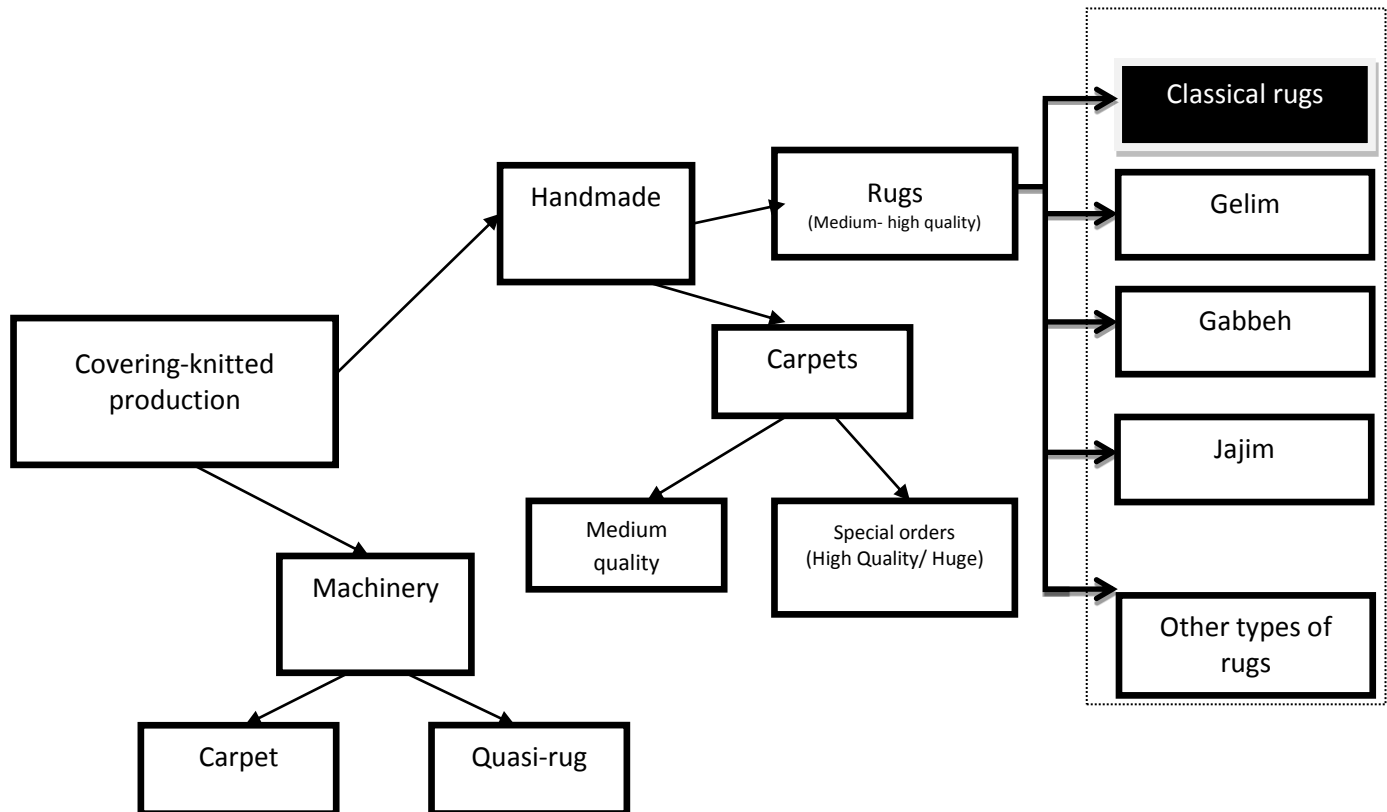 Covering-knitted
production
Handmade
Rugs
(Medium- high quality)
Classical rugs
Gelim
Gabbeh
Jajim
Other types of
rugs
Carpets
Medium
quality
Special orders
(High Quality/ Huge)
Machinery
Carpet
Quasi-rug